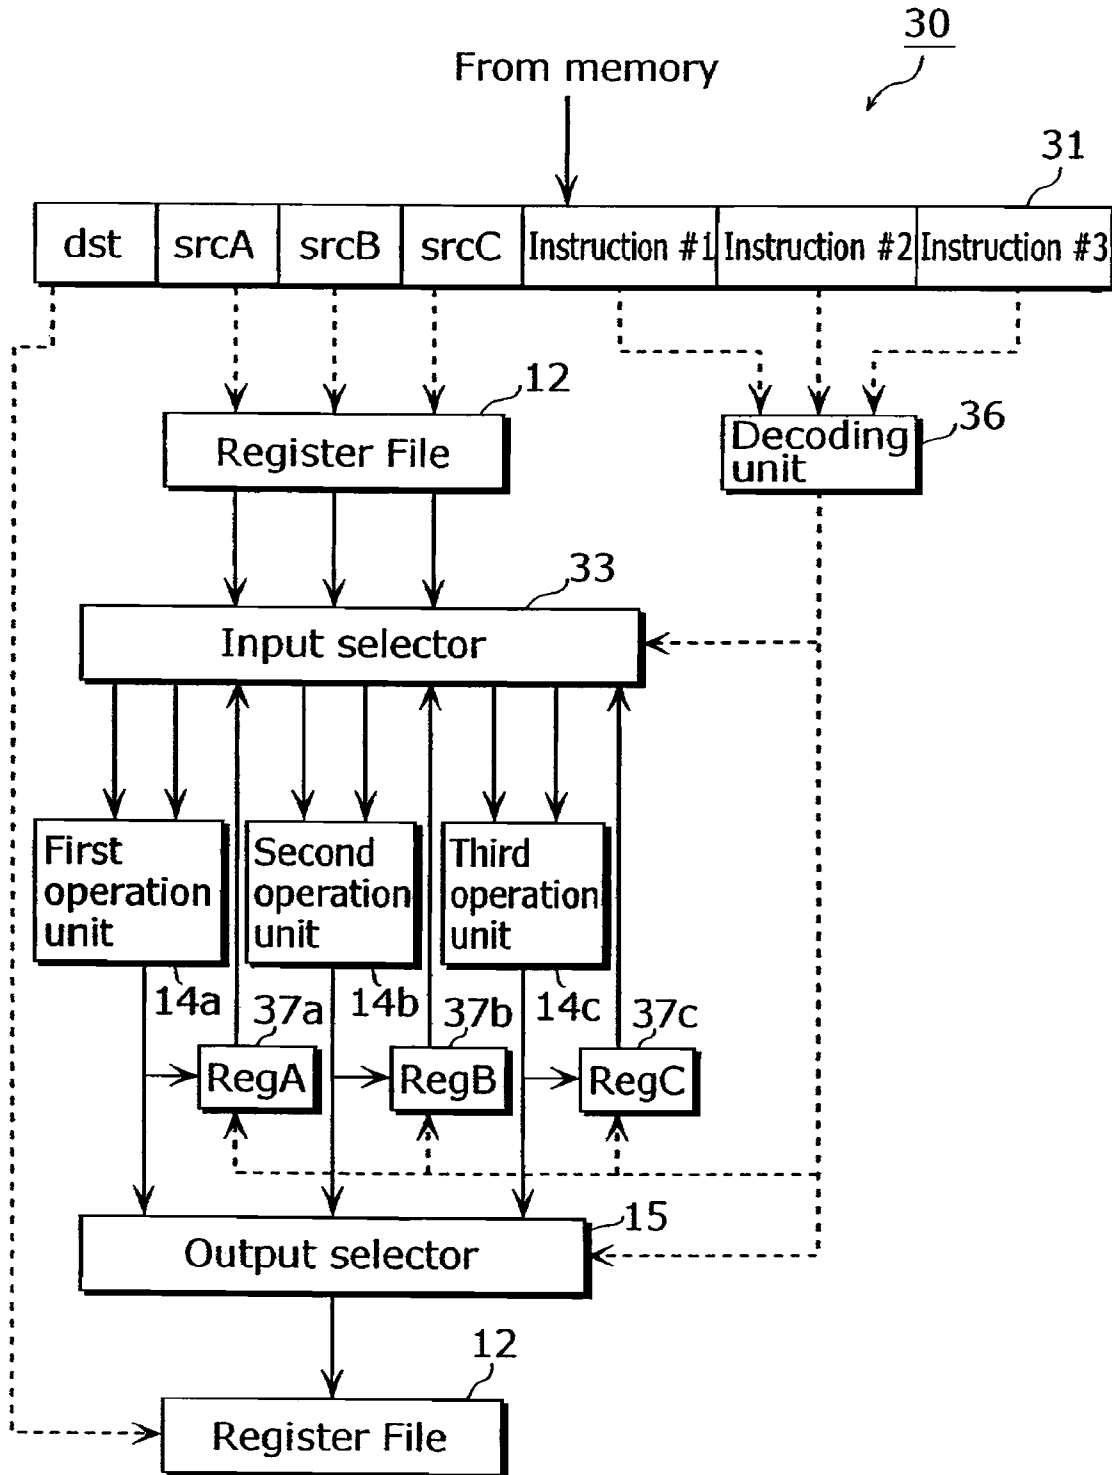 30
From memory
31
dst srcA srcB srcC Instruction #1 Instruction #2 Instruction #3
12
Register File
36
Decoding
unit
33
Input selector
First
operation
unit
Second
operation
unit
Third
operation
unit
14a 14b 14c
37a 37b 37c
RegA RegB RegC
15
Output selector
12
Register File